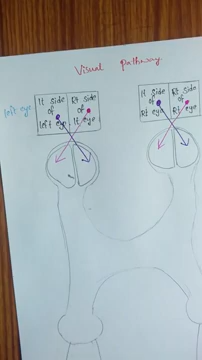 Visual Pathway
left eye
lt side
of
left eye
Rt side
of
lt eye
lt side
of
Rt eye
Rt side
of
Rt eye